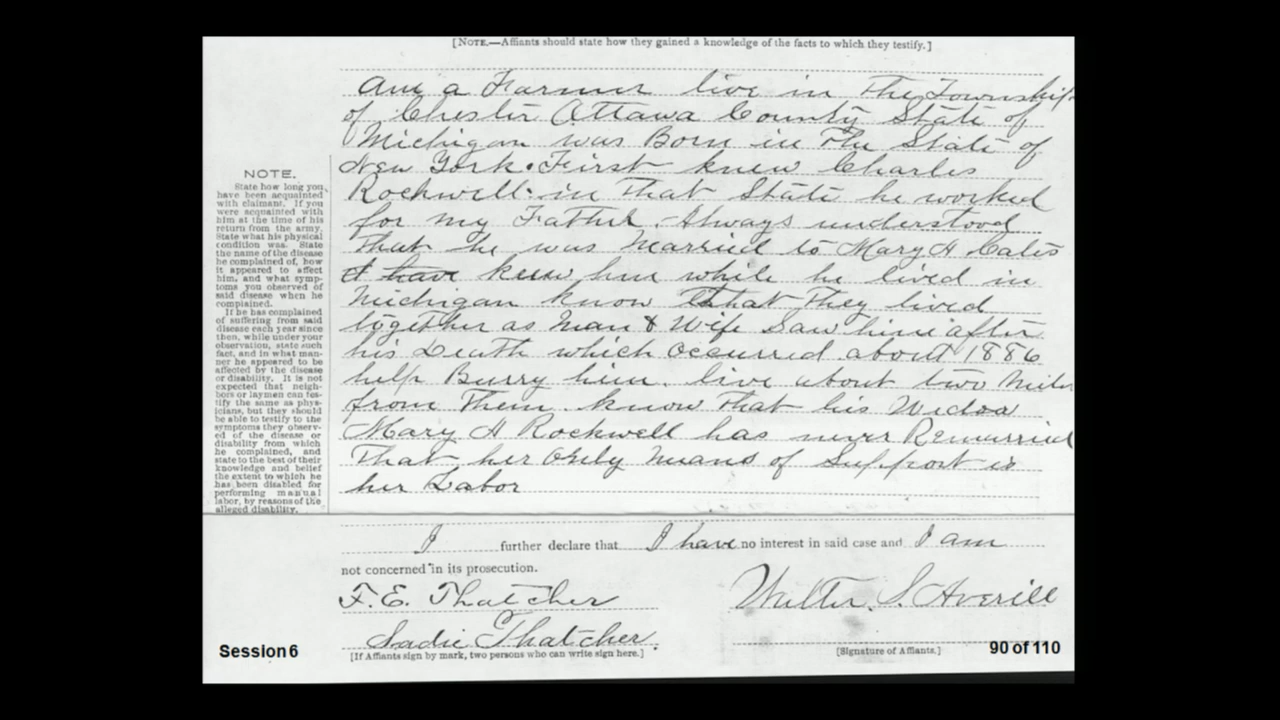 [NOTE.—Affiants should state how they gained a knowledge of the facts to which they testify.]
Am a Farmer live in The Township
of Chester Ottawa County State of
Michigan was Born in The State of
New York. First knew Charles
Rockwell in That State he worked
for my Father. Always understood
That he was Married to Mary H Cates
I have knew him while he lived in
Michigan know That They lived
together as Man & Wife Saw him after
his Death which occurred about 1886
help Burry him. live about two Miles
from Them. know That his Widow
Mary H Rockwell has never Remarried
That her Only Means of Support is
her Labor
NOTE.
State how long you
have been acquainted
with claimant. If you
were acquainted with
him at the time of his
return from the army.
State what his physical
condition was. State
the name of the disease
he complained of, how
it appeared to affect
him, and what symp-
toms you observed of
said disease when he
complained.
If he has complained
of suffering from said
disease each year since
then, while under your
observation, state such
fact, and in what man-
ner he appeared to be
affected by the disease
or disability. It is not
expected that neigh-
bors or laymen can tes-
tify the same as phys-
icians, but they should
be able to testify to the
symptoms they observ-
ed of the disease or
disability from which
he complained, and
state to the best of their
knowledge and belief
the extent to which he
has been disabled for
performing manual
labor, by reasons of the
alleged disability.
I further declare that I have no interest in said case and I am
not concerned in its prosecution.
F. E. Thatcher
Walter S. Averill
Sadie Thatcher.
[If Affiants sign by mark, two persons who can write sign here.]
[Signature of Affiants.]
Session 6
90 of 110